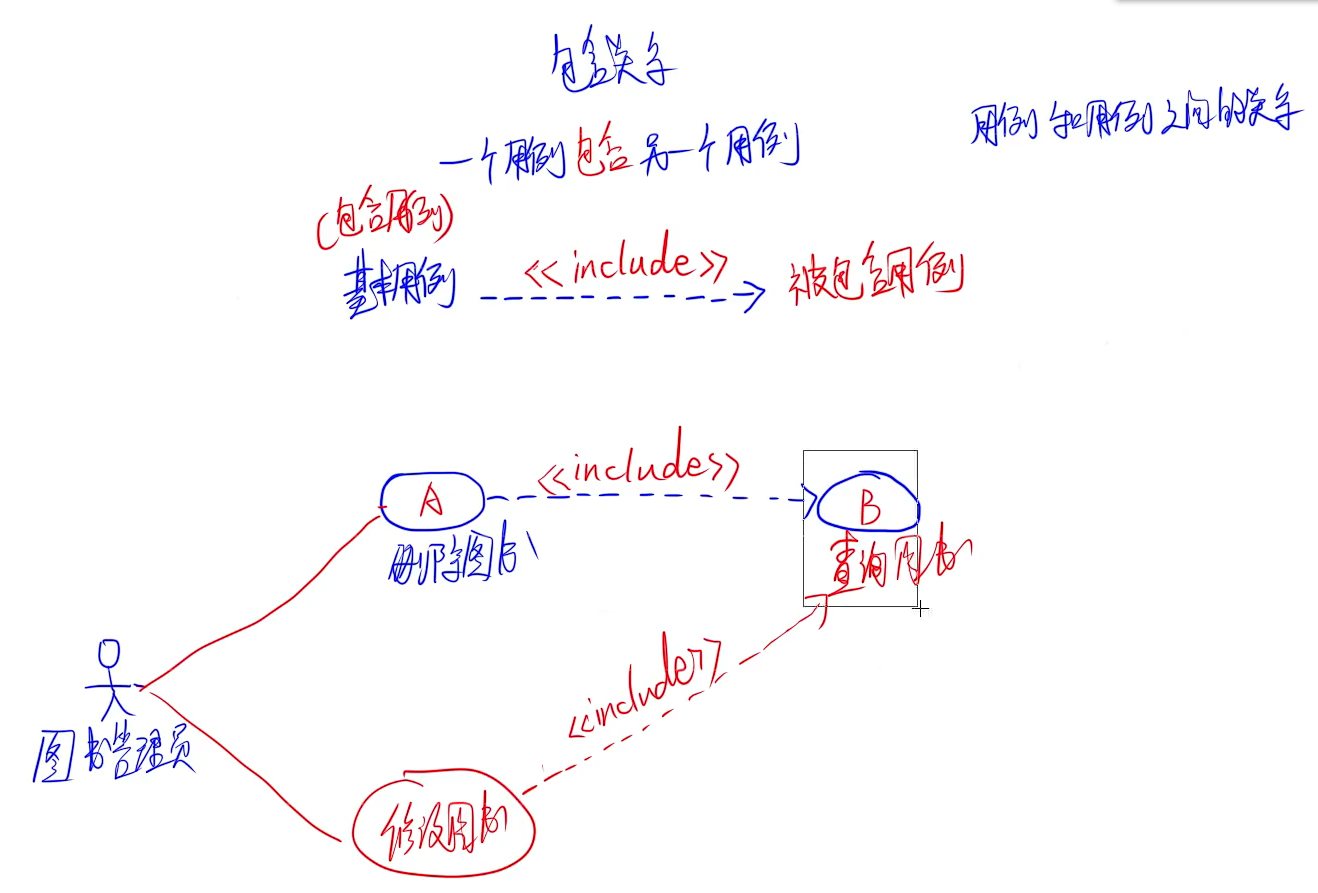 包含关系
用例和用例之间的关系
一个用例包含另一个用例
(包含用例)
基本用例 <<include>> 被包含用例
A <<include>> B
删除图书 查询图书
<<include>>
图书管理员
修改图书